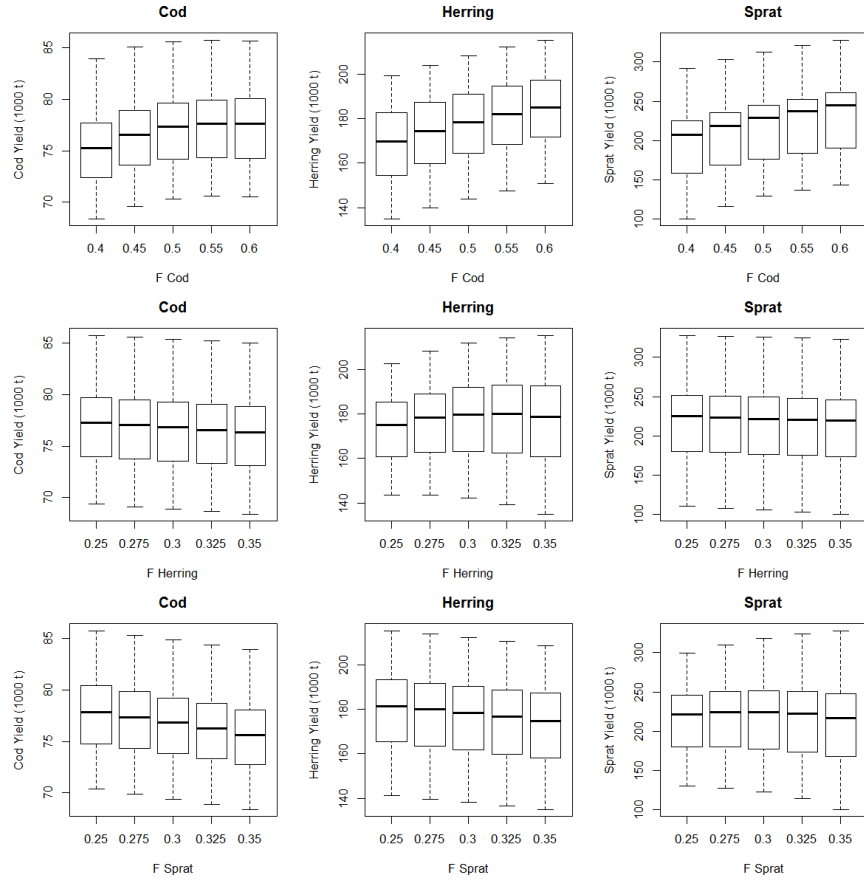 Cod
Cod Yield (1000 t)
85
80
75
70
0.4 0.45 0.5 0.55 0.6
F Cod
Herring
Herring Yield (1000 t)
200
180
160
140
0.4 0.45 0.5 0.55 0.6
F Cod
Sprat
Sprat Yield (1000 t)
300
250
200
150
100
0.4 0.45 0.5 0.55 0.6
F Cod
Cod
Cod Yield (1000 t)
85
80
75
70
0.25 0.275 0.3 0.325 0.35
F Herring
Herring
Herring Yield (1000 t)
200
180
160
140
0.25 0.275 0.3 0.325 0.35
F Herring
Sprat
Sprat Yield (1000 t)
300
250
200
150
100
0.25 0.275 0.3 0.325 0.35
F Herring
Cod
Cod Yield (1000 t)
85
80
75
70
0.25 0.275 0.3 0.325 0.35
F Sprat
Herring
Herring Yield (1000 t)
200
180
160
140
0.25 0.275 0.3 0.325 0.35
F Sprat
Sprat
Sprat Yield (1000 t)
300
250
200
150
100
0.25 0.275 0.3 0.325 0.35
F Sprat